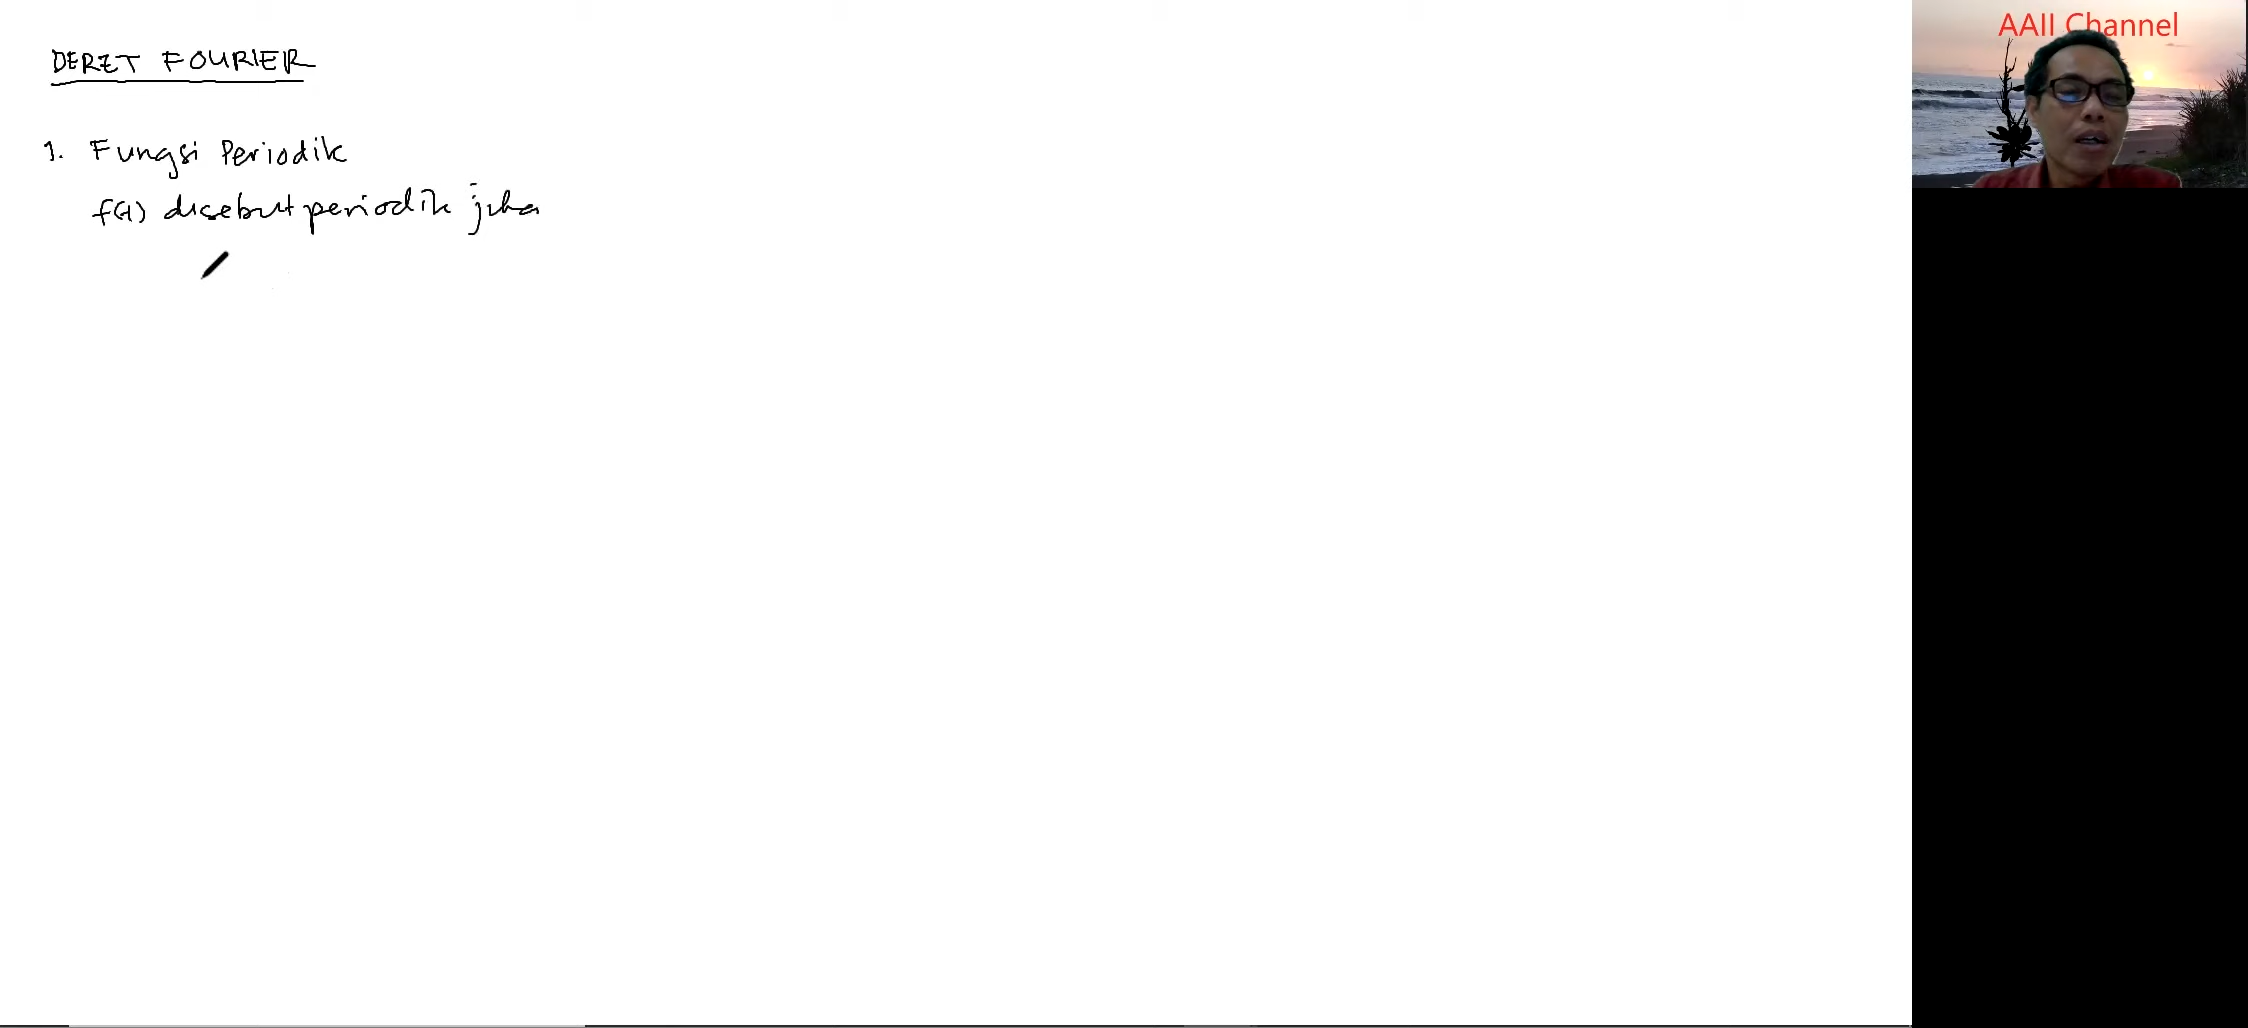 DERET FOURIER
1. Fungsi Periodik
f(t) disebut periodik jika
AAII Channel